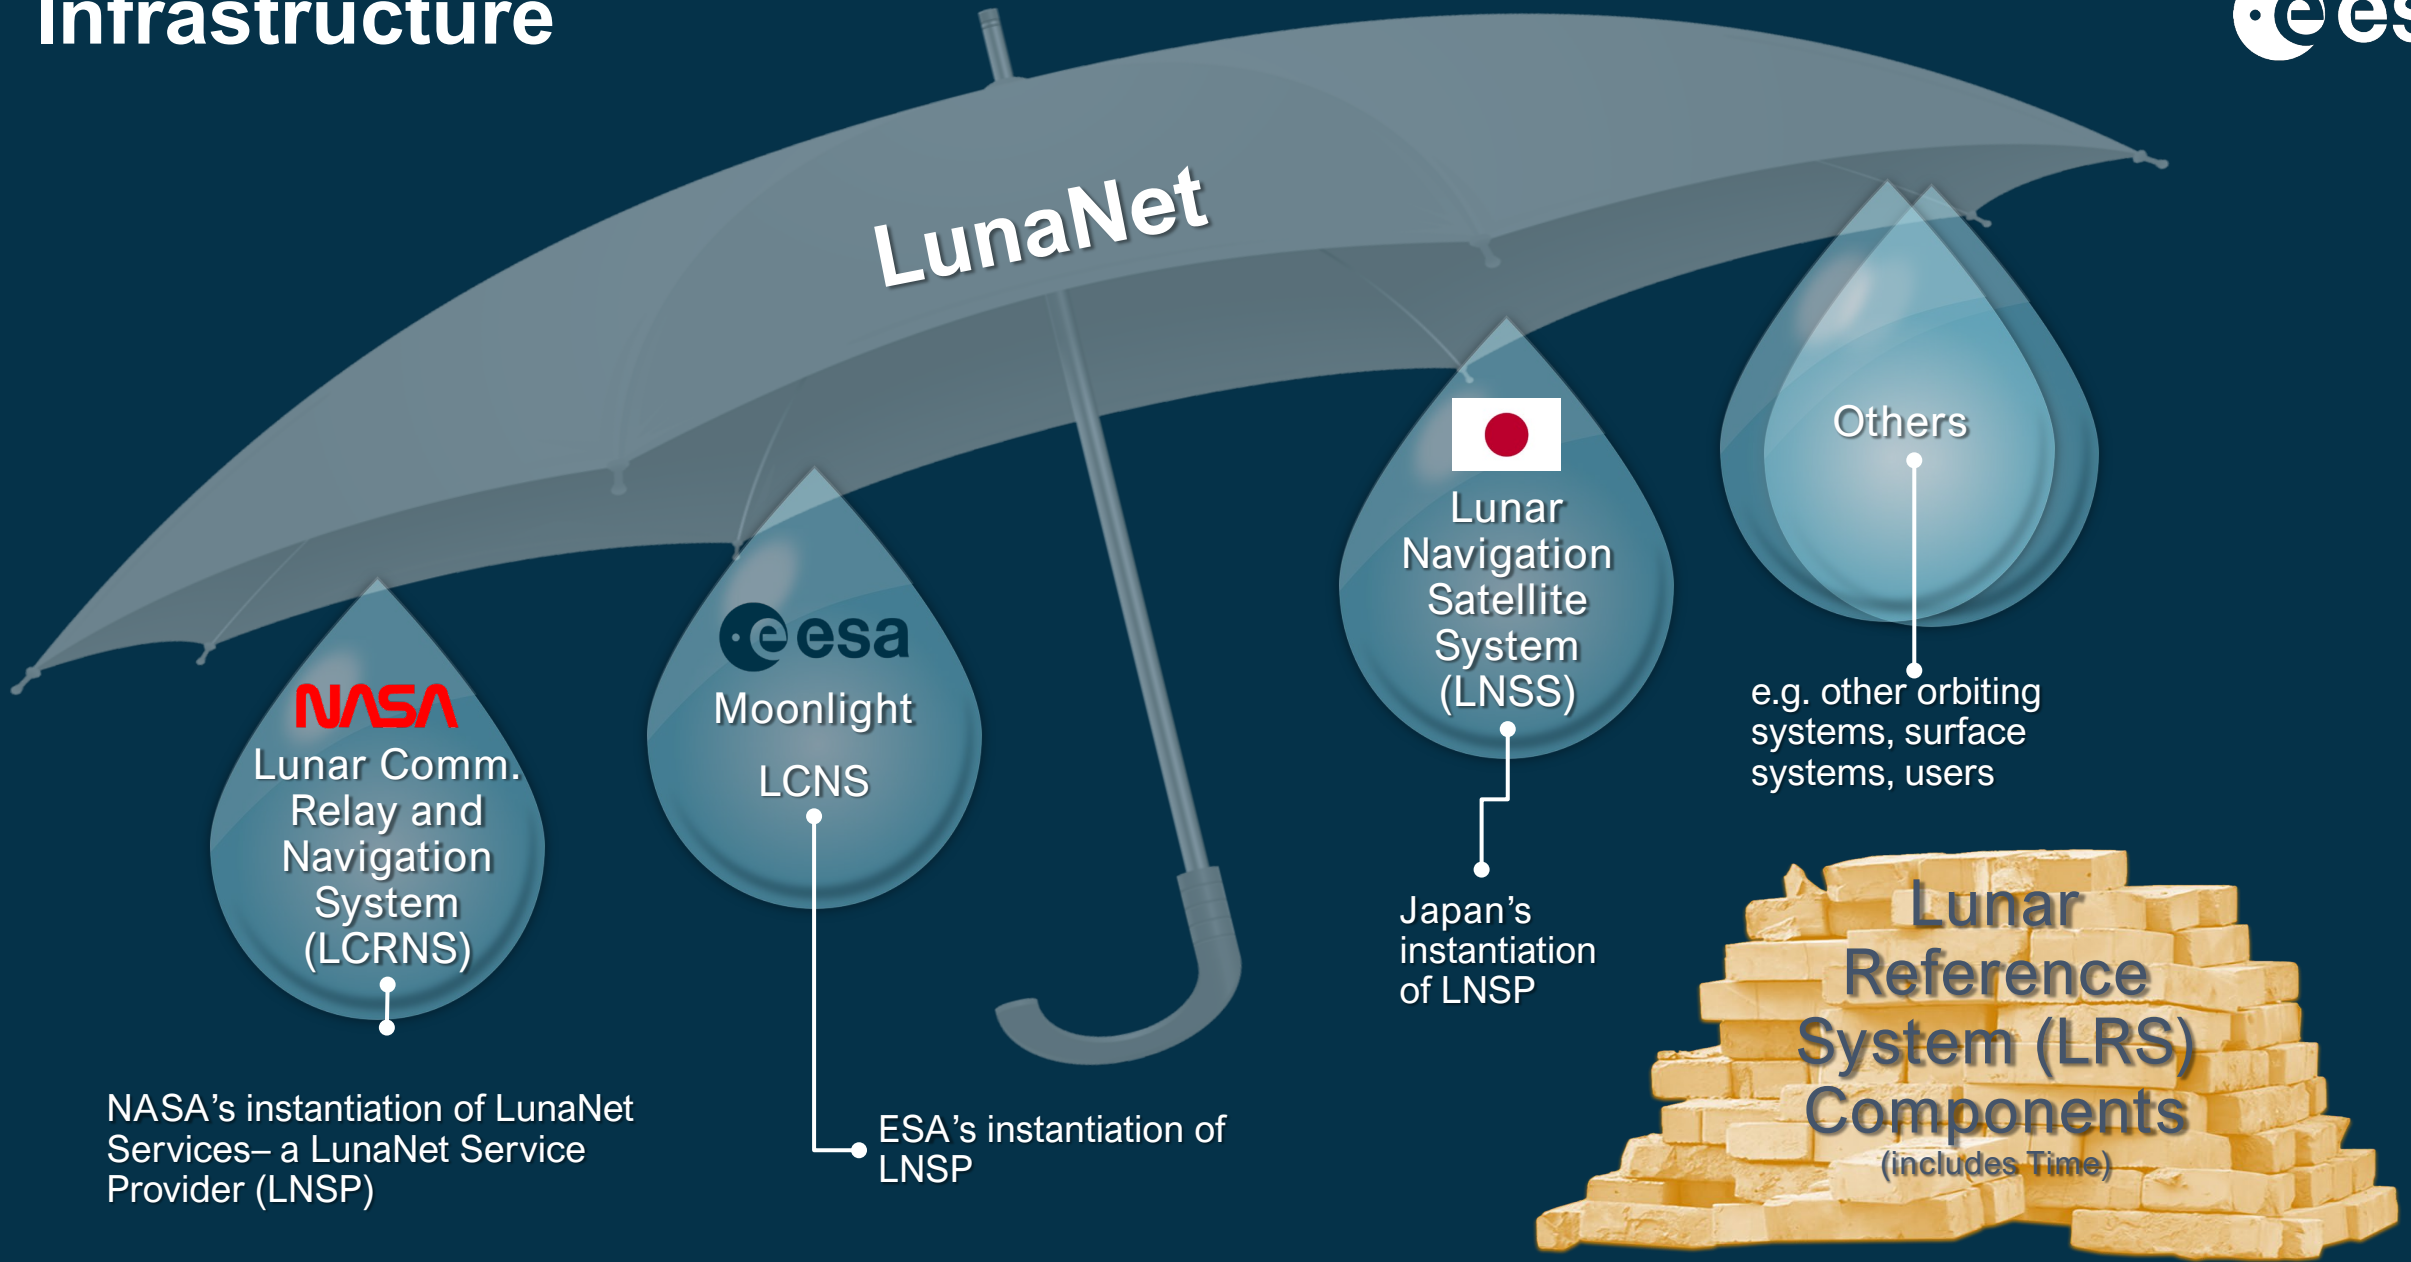 Infrastructure
LunaNet
NASA
Lunar Comm.
Relay and
Navigation
System
(LCRNS)
NASA’s instantiation of LunaNet
Services– a LunaNet Service
Provider (LNSP)
esa
Moonlight
LCNS
ESA’s instantiation of
LNSP
Lunar
Navigation
Satellite
System
(LNSS)
Japan’s
instantiation
of LNSP
Others
e.g. other orbiting
systems, surface
systems, users
Lunar
Reference
System (LRS)
Components
(includes Time)